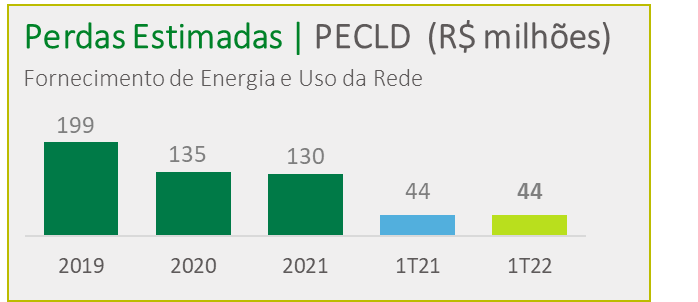 Perdas Estimadas | PECLD (R$ milhões)
Fornecimento de Energia e Uso da Rede
199
135
130
44
44
2019
2020
2021
1T21
1T22